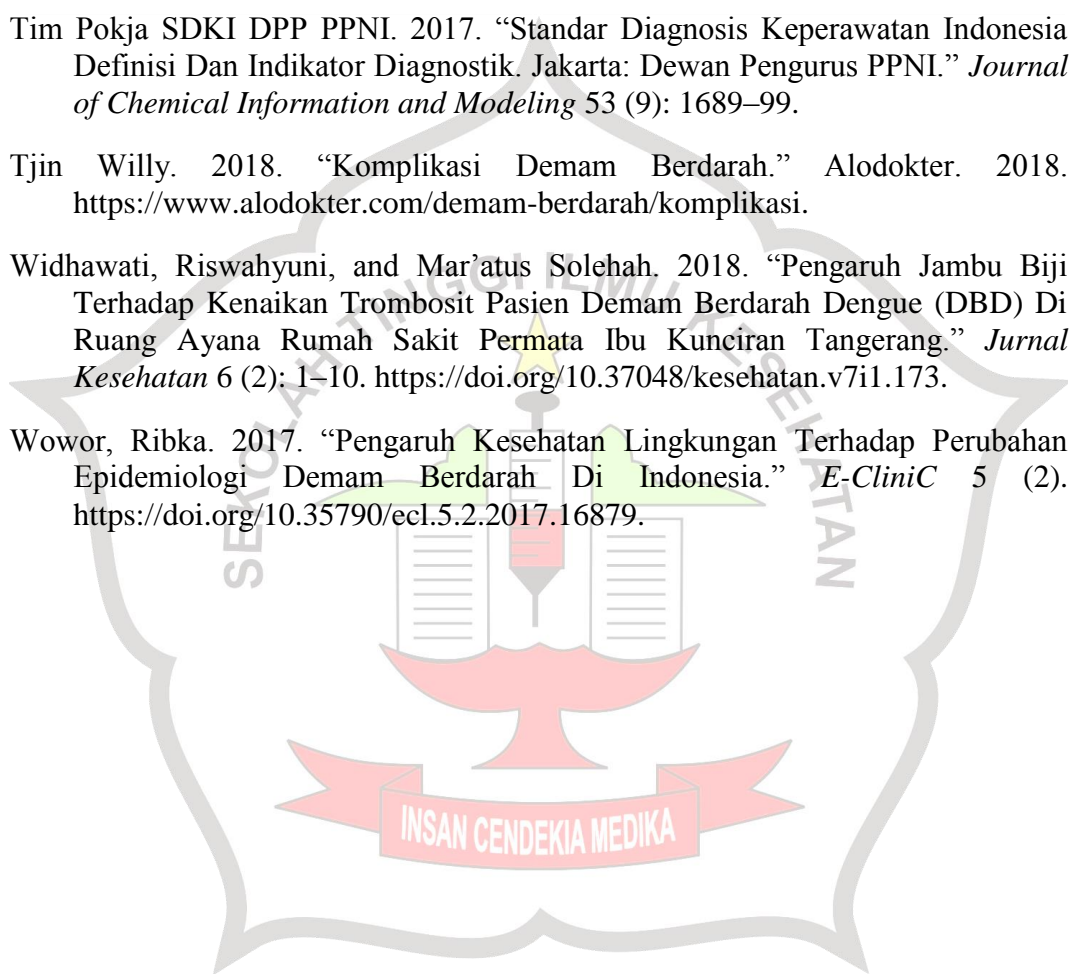 Tim Pokja SDKI DPP PPNI. 2017. “Standar Diagnosis Keperawatan Indonesia
Definisi Dan Indikator Diagnostik. Jakarta: Dewan Pengurus PPNI.” Journal
of Chemical Information and Modeling 53 (9): 1689–99.
Tjin Willy. 2018. “Komplikasi Demam Berdarah.” Alodokter. 2018.
https://www.alodokter.com/demam-berdarah/komplikasi.
Widhawati, Riswahyuni, and Mar’atus Solehah. 2018. “Pengaruh Jambu Biji
Terhadap Kenaikan Trombosit Pasien Demam Berdarah Dengue (DBD) Di
Ruang Ayana Rumah Sakit Permata Ibu Kunciran Tangerang.” Jurnal
Kesehatan 6 (2): 1–10. https://doi.org/10.37048/kesehatan.v7i1.173.
Wowor, Ribka. 2017. “Pengaruh Kesehatan Lingkungan Terhadap Perubahan
Epidemiologi Demam Berdarah Di Indonesia.” E-CliniC 5 (2).
https://doi.org/10.35790/ecl.5.2.2017.16879.
SEKOLAH TINGGI ILMU KESEHATAN
INSAN CENDEKIA MEDIKA